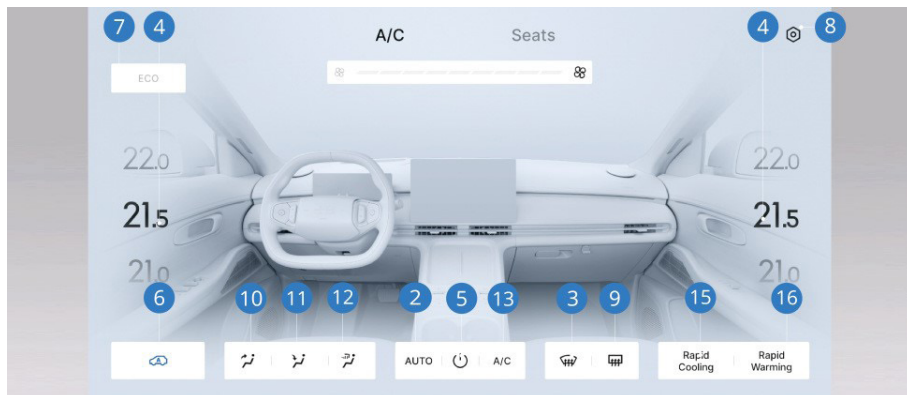 7 4 4 8
A/C Seats
ECO
22.0 22.0
21.5 21.5
21.0 21.0
6 10 11 12 2 5 13 3 9 15 16
AUTO A/C Rapid Cooling Rapid Warming